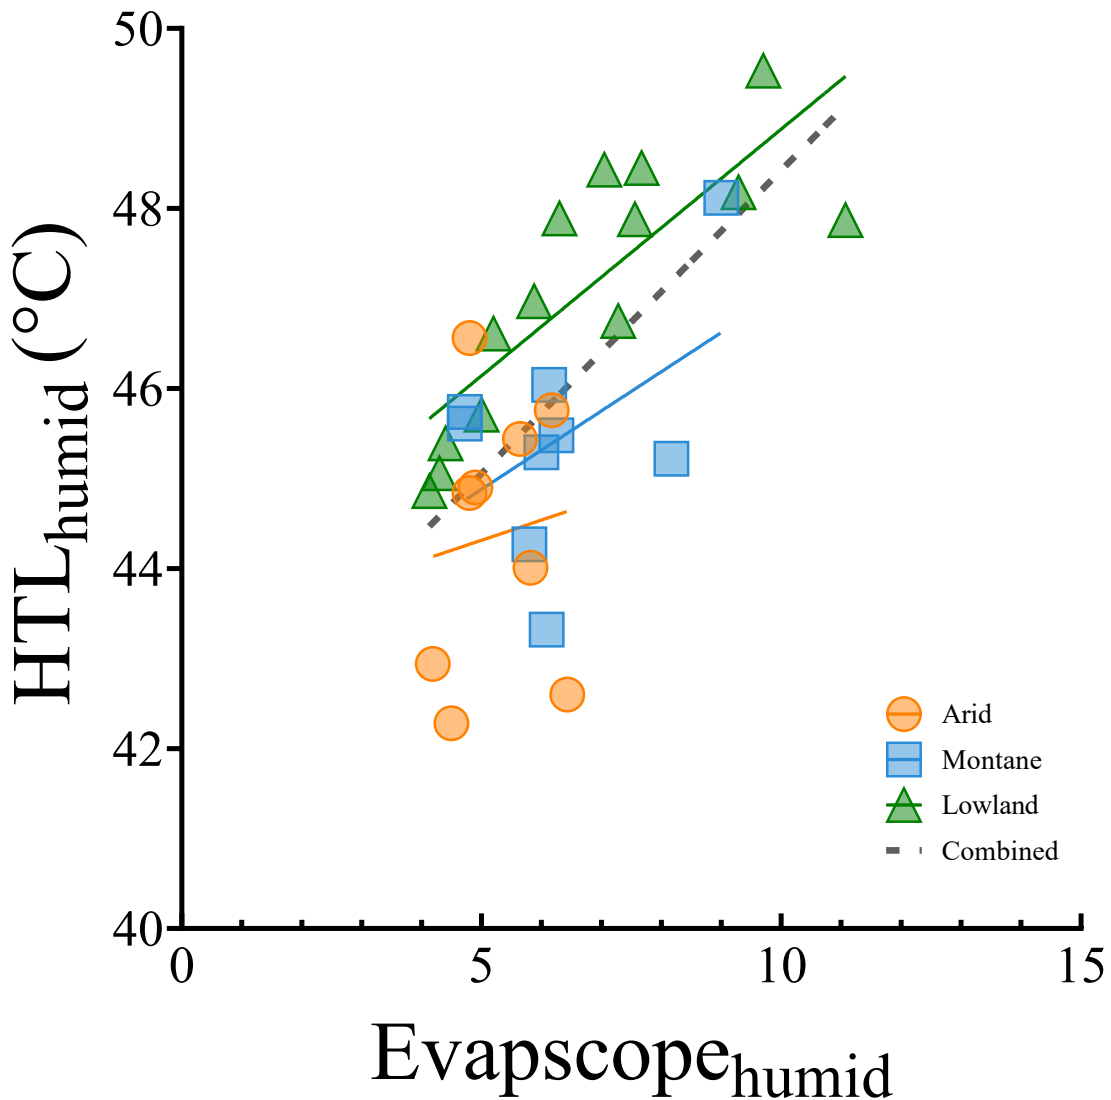 50
48
46
44
42
40
HTLhumid (°C)
0 5 10 15
Evapscopehumid
Arid
Montane
Lowland
Combined